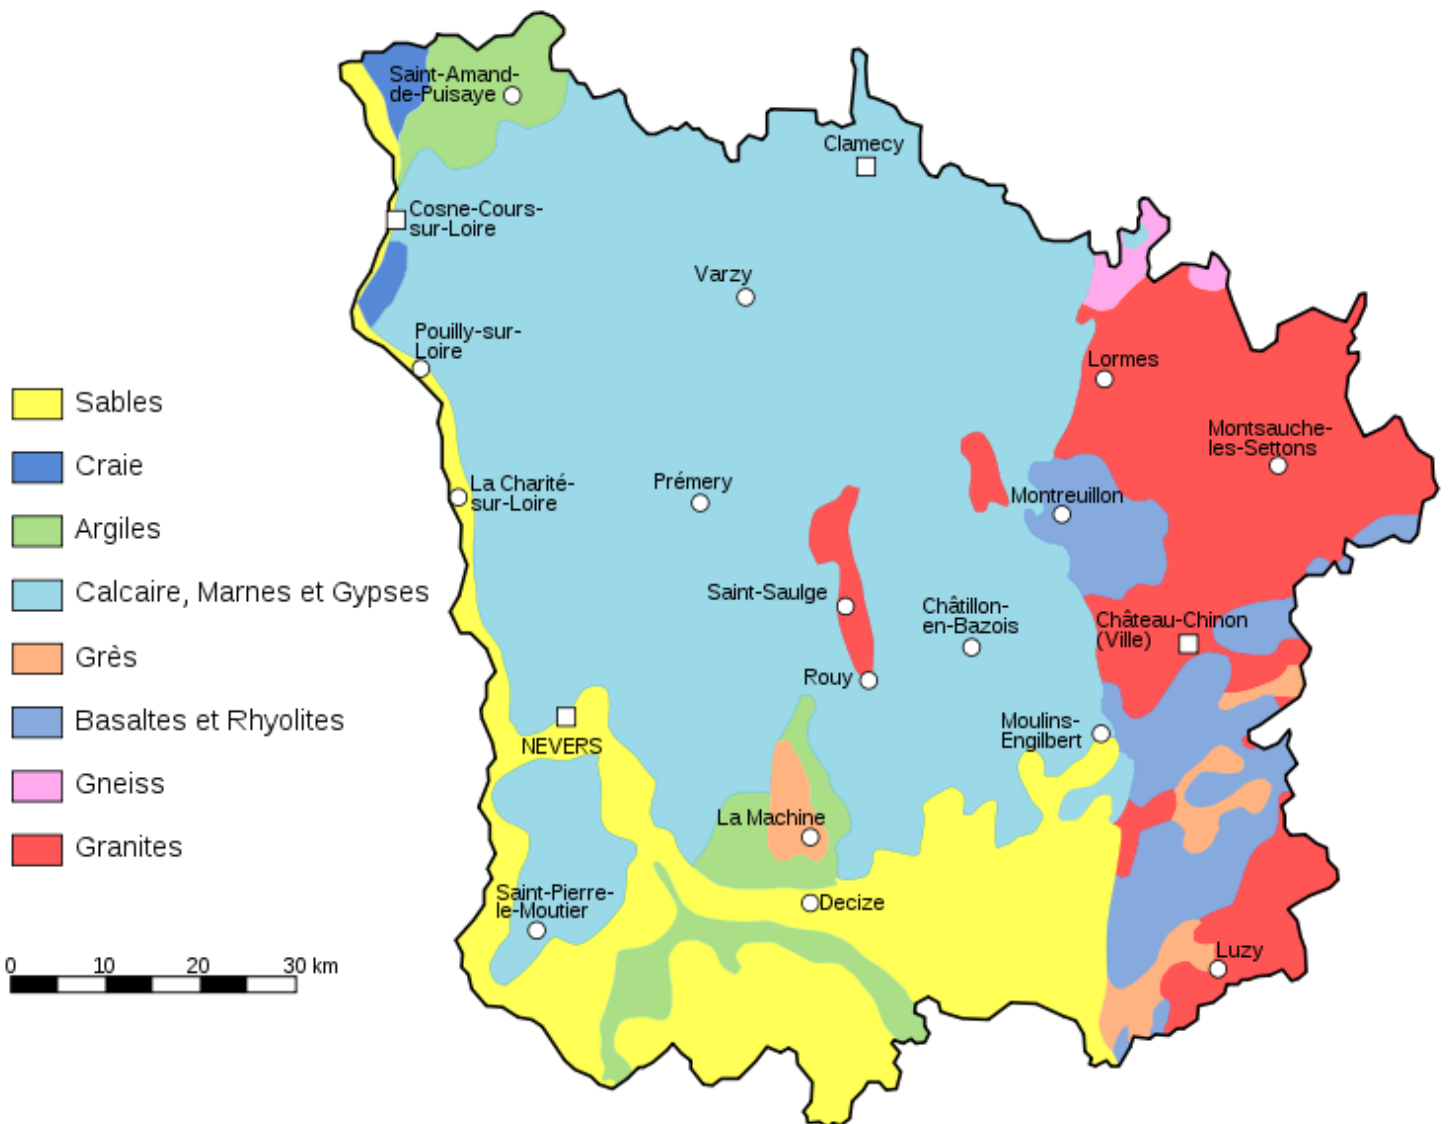 Saint-Amand-
de-Puisaye
Clamecy
Cosne-Cours-
sur-Loire
Varzy
Pouilly-sur-
Loire
Lormes
Montsauche-
les-Settons
La Charité-
sur-Loire
Prémery
Montreuillon
Saint-Saulge
Châtillon-
en-Bazois
Château-Chinon
(Ville)
Rouy
Moulins-
Engilbert
NEVERS
La Machine
Saint-Pierre-
le-Moutier
Decize
Luzy
Sables
Craie
Argiles
Calcaire, Marnes et Gypses
Grès
Basaltes et Rhyolites
Gneiss
Granites
0 10 20 30 km